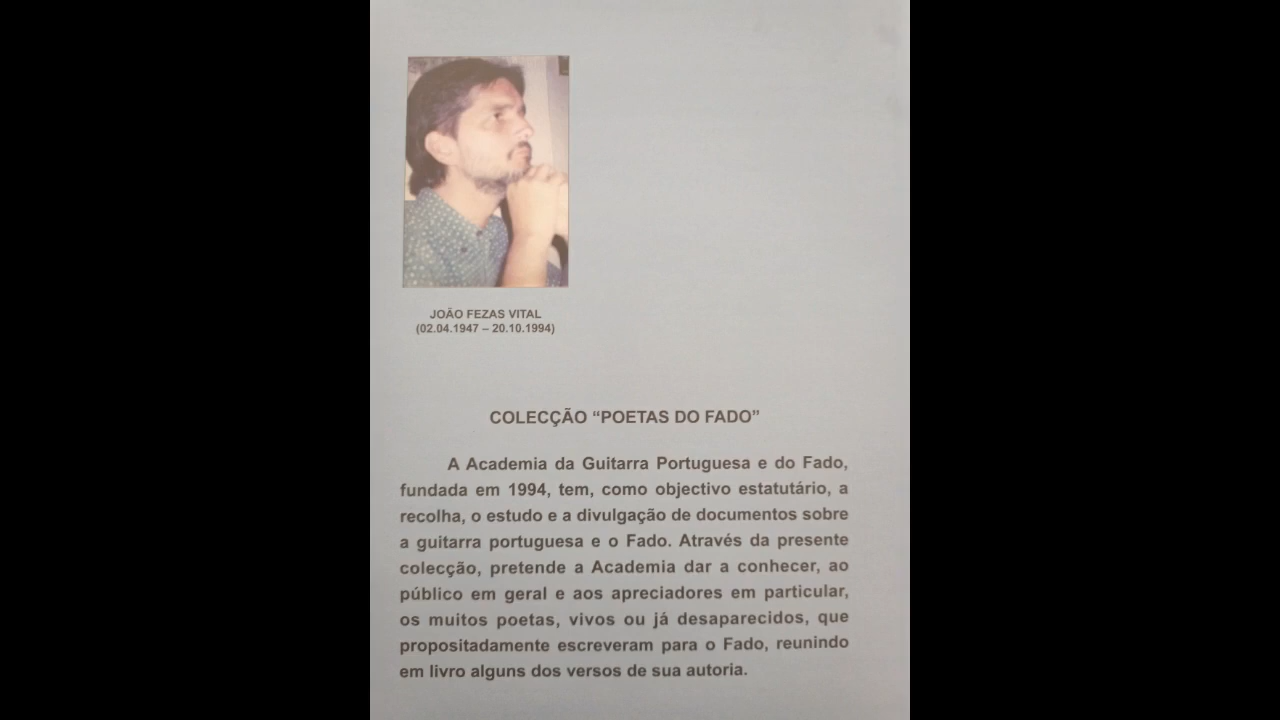 JOÃO FEZAS VITAL
(02.04.1947 – 20.10.1994)
COLECÇÃO “POETAS DO FADO”
A Academia da Guitarra Portuguesa e do Fado,
fundada em 1994, tem, como objectivo estatutário, a
recolha, o estudo e a divulgação de documentos sobre
a guitarra portuguesa e o Fado. Através da presente
colecção, pretende a Academia dar a conhecer, ao
público em geral e aos apreciadores em particular,
os muitos poetas, vivos ou já desaparecidos, que
propositadamente escreveram para o Fado, reunindo
em livro alguns dos versos de sua autoria.